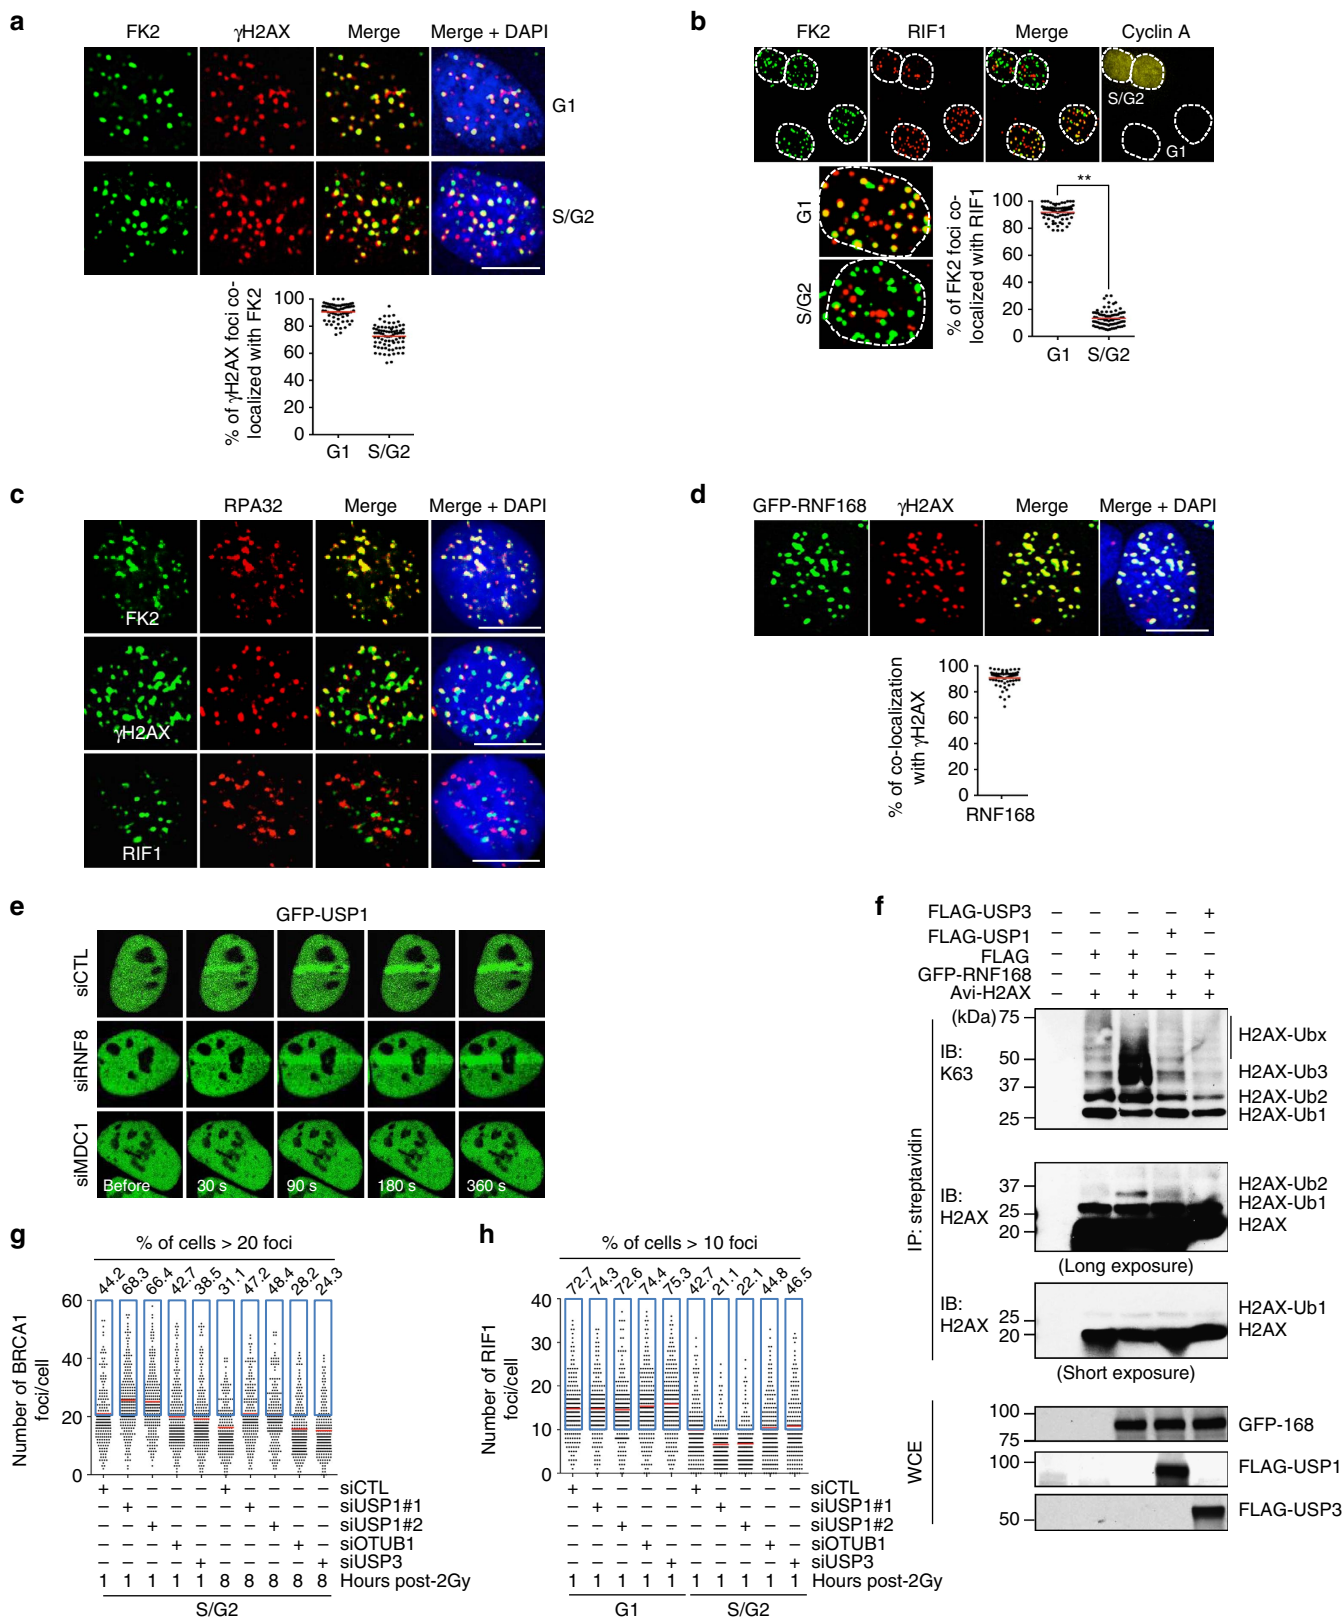 a
FK2 γH2AX Merge Merge + DAPI
G1
S/G2
% of γH2AX foci co-
localized with FK2
100
80
60
40
20
0
G1 S/G2
b
FK2 RIF1 Merge Cyclin A
S/G2
G1
G1
S/G2
% of FK2 foci co-
localized with RIF1
**
100
80
60
40
20
0
G1 S/G2
c
RPA32 Merge Merge + DAPI
FK2
γH2AX
RIF1
d
GFP-RNF168 γH2AX Merge Merge + DAPI
% of co-localization
with γH2AX
100
80
60
40
20
0
RNF168
e
GFP-USP1
siCTL
siRNF8
siMDC1
Before 30 s 90 s 180 s 360 s
f
FLAG-USP3 – – – – +
FLAG-USP1 – – – + –
FLAG – + + – –
GFP-RNF168 – – + + +
Avi-H2AX – + + + +
(kDa)
IP: streptavidin
IB:
K63
75
50
37
25
H2AX-Ubx
H2AX-Ub3
H2AX-Ub2
H2AX-Ub1
IB:
H2AX
37
25
20
H2AX-Ub2
H2AX-Ub1
H2AX
(Long exposure)
IB:
H2AX
25
20
H2AX-Ub1
H2AX
(Short exposure)
WCE
100
75
GFP-168
100
FLAG-USP1
50
FLAG-USP3
g
% of cells > 20 foci
44.2 68.3 66.4 42.7 38.5 31.1 47.2 48.4 28.2 24.3
Number of BRCA1
foci/cell
60
40
20
0
+ – – – – + – – – – siCTL
– + – – – – + – – – siUSP1#1
– – + – – – – + – – siUSP1#2
– – – + – – – – + – siOTUB1
– – – – + – – – – + siUSP3
1 1 1 1 1 8 8 8 8 8 Hours post-2Gy
S/G2
h
% of cells > 10 foci
72.7 74.3 72.6 74.4 75.3 42.7 21.1 22.1 44.8 46.5
Number of RIF1
foci/cell
40
30
20
10
0
+ – – – – + – – – – siCTL
– + – – – – + – – – siUSP1#1
– – + – – – – + – – siUSP1#2
– – – + – – – – + – siOTUB1
– – – – + – – – – + siUSP3
1 1 1 1 1 1 1 1 1 1 Hours post-2Gy
G1 S/G2